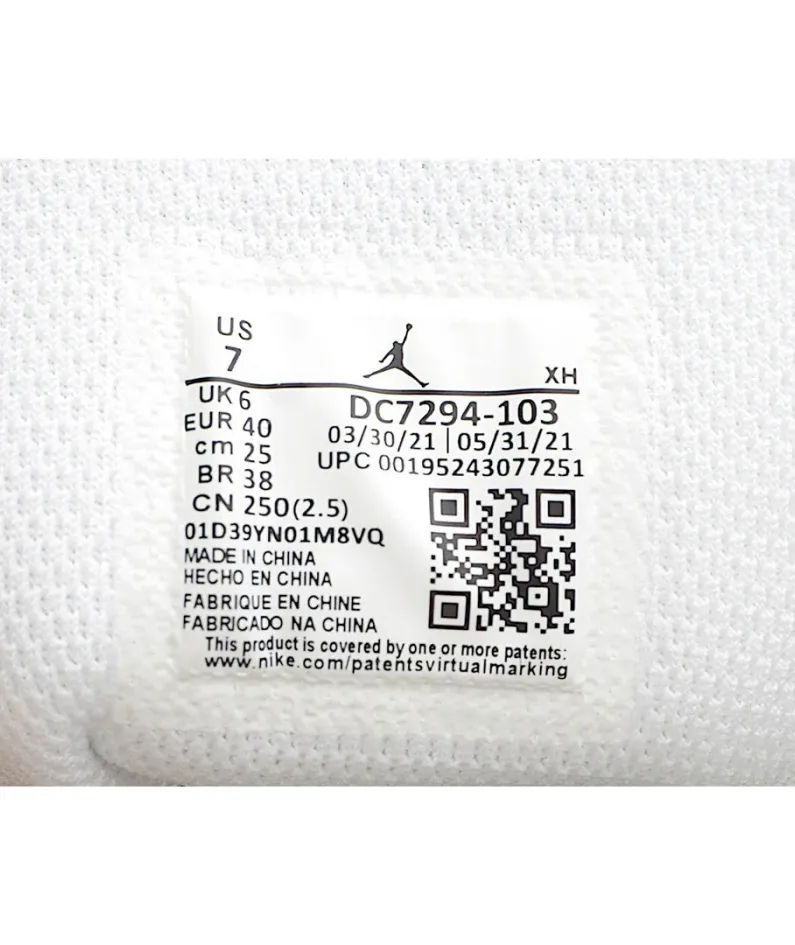 US
7
XH
UK 6
EUR 40
cm 25
BR 38
CN 250(2.5)
DC7294-103
03/30/21 | 05/31/21
UPC 00195243077251
01D39YN01M8VQ
MADE IN CHINA
HECHO EN CHINA
FABRIQUE EN CHINE
FABRICADO NA CHINA
This product is covered by one or more patents:
www.nike.com/patentsvirtualmarking